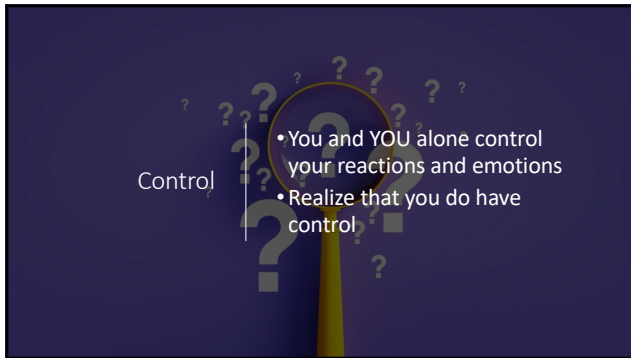 Control
•You and YOU alone control
your reactions and emotions
•Realize that you do have
control